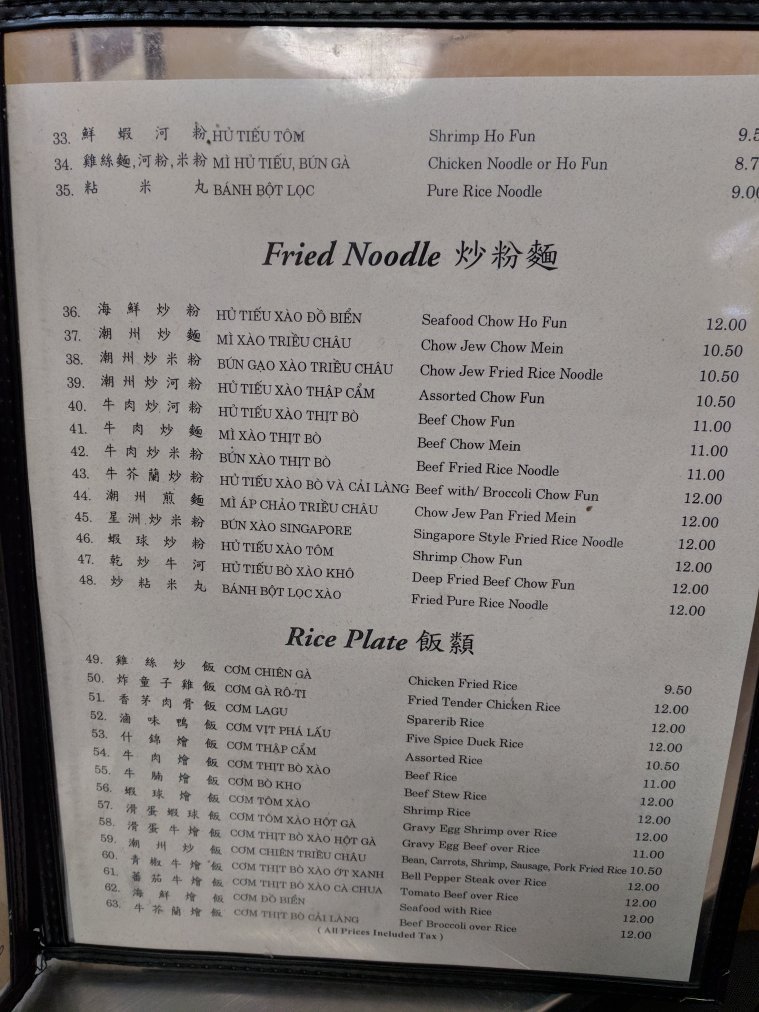 33. 鮮蝦河粉 HỦ TIẾU TÔM Shrimp Ho Fun
34. 雞絲麵,河粉,米粉 MÌ HỦ TIẾU, BÚN GÀ Chicken Noodle or Ho Fun
35. 粘米丸 BÁNH BỘT LỌC Pure Rice Noodle 9.00
Fried Noodle 炒粉麵
36. 海鮮炒粉 HỦ TIẾU XÀO ĐỒ BIỂN Seafood Chow Ho Fun 12.00
37. 潮州炒麵 MÌ XÀO TRIỀU CHÂU Chow Jew Chow Mein 10.50
38. 潮州炒米粉 BÚN GẠO XÀO TRIỀU CHÂU Chow Jew Fried Rice Noodle 10.50
39. 潮州炒河粉 HỦ TIẾU XÀO THẬP CẨM Assorted Chow Fun 10.50
40. 牛肉炒河粉 HỦ TIẾU XÀO THỊT BÒ Beef Chow Fun 11.00
41. 牛肉炒麵 MÌ XÀO THỊT BÒ Beef Chow Mein 11.00
42. 牛肉炒米粉 BÚN XÀO THỊT BÒ Beef Fried Rice Noodle 11.00
43. 牛芥蘭炒粉 HỦ TIẾU XÀO BÒ VÀ CẢI LÀNG Beef with/ Broccoli Chow Fun 12.00
44. 潮州煎麵 MÌ ÁP CHẢO TRIỀU CHÂU Chow Jew Pan Fried Mein 12.00
45. 星洲炒米粉 BÚN XÀO SINGAPORE Singapore Style Fried Rice Noodle 12.00
46. 蝦球炒粉 HỦ TIẾU XÀO TÔM Shrimp Chow Fun 12.00
47. 乾炒牛河 HỦ TIẾU BÒ XÀO KHÔ Deep Fried Beef Chow Fun 12.00
48. 炒粘米丸 BÁNH BỘT LỌC XÀO Fried Pure Rice Noodle 12.00
Rice Plate 飯類
49. 雞絲炒飯 CƠM CHIÊN GÀ Chicken Fried Rice 9.50
50. 炸童子雞飯 CƠM GÀ RÔ-TI Fried Tender Chicken Rice 12.00
51. 香茅肉骨飯 CƠM LAGU Sparerib Rice 12.00
52. 滷味鴨飯 CƠM VỊT PHÁ LẤU Five Spice Duck Rice 12.00
53. 什錦燴飯 CƠM THẬP CẨM Assorted Rice 10.50
54. 牛肉燴飯 CƠM THỊT BÒ XÀO Beef Rice 11.00
55. 牛腩燴飯 CƠM BÒ KHO Beef Stew Rice 12.00
56. 蝦球燴飯 CƠM TÔM XÀO Shrimp Rice 12.00
57. 滑蛋蝦球飯 CƠM TÔM XÀO HỘT GÀ Gravy Egg Shrimp over Rice 12.00
58. 滑蛋牛燴飯 CƠM THỊT BÒ XÀO HỘT GÀ Gravy Egg Beef over Rice 11.00
59. 潮州炒飯 CƠM CHIÊN TRIỀU CHÂU Bean, Carrots, Shrimp, Sausage, Pork Fried Rice 10.50
60. 青椒牛燴飯 CƠM THỊT BÒ XÀO ỚT XANH Bell Pepper Steak over Rice 12.00
61. 蕃茄牛燴飯 CƠM THỊT BÒ XÀO CÀ CHUA Tomato Beef over Rice 12.00
62. 海鮮燴飯 CƠM ĐỒ BIỂN Seafood with Rice 12.00
63. 牛芥蘭燴飯 CƠM THỊT BÒ CẢI LÀNG Beef Broccoli over Rice 12.00
( All Prices Included Tax )